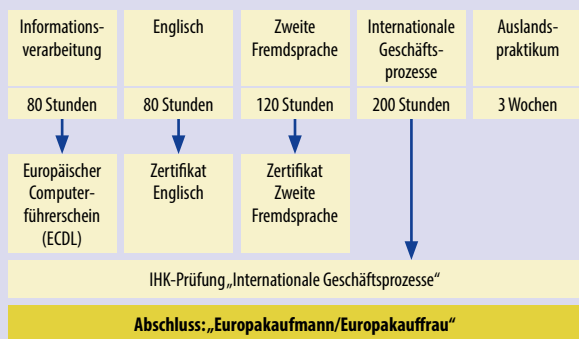 Informations-
verarbeitung
Englisch
Zweite
Fremdsprache
Internationale
Geschäfts-
prozesse
Auslands-
praktikum
80 Stunden
80 Stunden
120 Stunden
200 Stunden
3 Wochen
Europäischer
Computer-
führerschein
(ECDL)
Zertifikat
Englisch
Zertifikat
Zweite
Fremdsprache
IHK-Prüfung „Internationale Geschäftsprozesse“
Abschluss: „Europakaufmann/Europakauffrau“